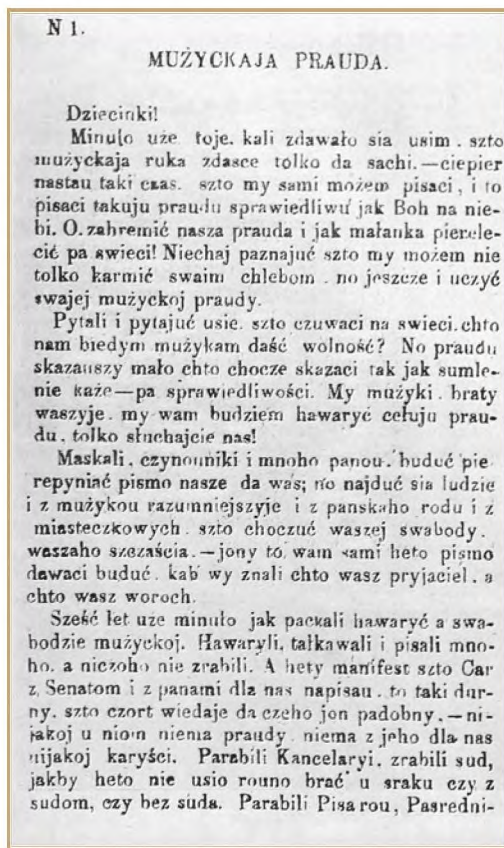 N 1.
MUŻYCKAJA PRAUDA.
Dziecinki!
Minuło uże toje. kali zdawało sia usim. szto
mużyckaja ruka zdasce tolko da sachi.—ciepier
nastau taki czas. szto my sami możem pisaci, i to
pisaci takuju praudu sprawiedliwu jak Boh na nie-
bi. O. zahremić nasza prauda i jak małanka pierele-
cić pa swieci! Niechaj paznajuć szto my możem nie
tolko karmić swaim chlebom. no jeszcze i uczyć
swajej mużyckoj praudy.
Pytali i pytajuć usie. szto czuwaci na swieci. chto
nam biedym mużykam daść wolność? No praudu
skazauszy mało chto chocze skazaci tak jak sumle-
nie każe—pa sprawiedliwości. My mużyki. braty
waszyje. my wam budziem hawaryć cełuju prau-
du. tolko słuchajcie nas!
Maskali, czynouniki i mnoho panou. buduć pie
repyniać pismo nasze da was; no najduć sia ludzie
i z mużykou razumniejszyje i z panskaho rodu i z
miasteczkowych. szto choczuć waszej swabody.
waszaho szczaścia.—jony to wam sami heto pismo
dawaci buduć. kab wy znali chto wasz pryjaciel. a
chto wasz woroch.
Sześć let uże minuło jak paczali hawaryć a swa-
bodzie mużyckoj. Hawaryli. tałkawali i pisali mno-
ho. a niczoho nie zrabili. A hety manifest szto Car
z Senatom i z panami dla nas napisau. to taki dur-
ny. szto czort wiedaje da czeho jon padobny.—ni-
jakoj u niom niema praudy. niema z jeho dla nas
nijakoj karyści. Parabili Kancelaryi. zrabili sud,
jakby heto nie usio rouno brać u sraku czy z
sudom, czy bez suda. Parabili Pisarou, Pasredni-